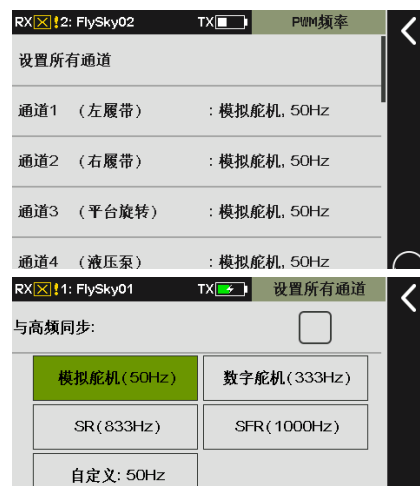 RX!2: FlySky02 TX PWM频率
设置所有通道
通道1 (左履带) : 模拟舵机, 50Hz
通道2 (右履带) : 模拟舵机, 50Hz
通道3 (平台旋转) : 模拟舵机, 50Hz
通道4 (液压泵) : 模拟舵机, 50Hz
RX!1: FlySky01 TX 设置所有通道
与高频同步:
模拟舵机(50Hz) 数字舵机(333Hz)
SR(833Hz) SFR(1000Hz)
自定义: 50Hz